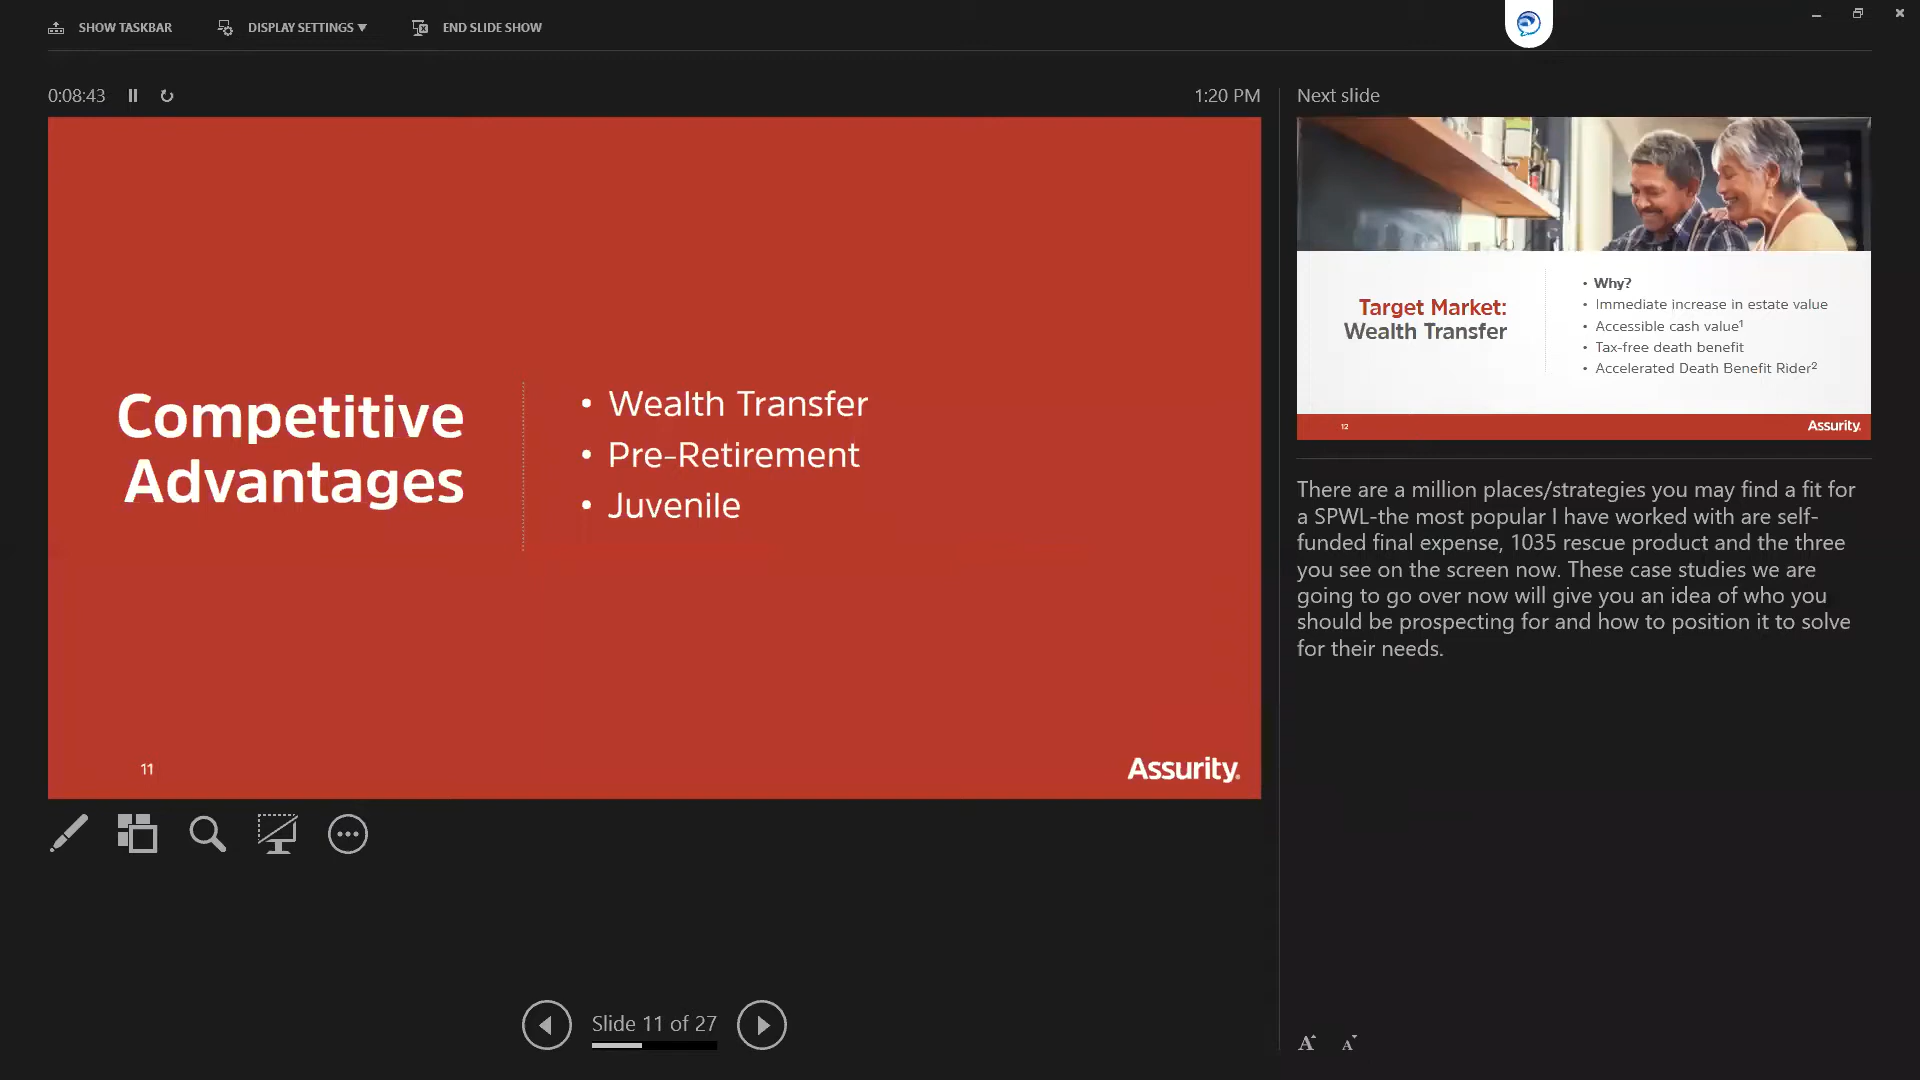 SHOW TASKBAR
DISPLAY SETTINGS ▼
END SLIDE SHOW
0:08:43
1:20 PM
Competitive
Advantages
• Wealth Transfer
• Pre-Retirement
• Juvenile
11
Assurity.
Slide 11 of 27
Next slide
Target Market:
Wealth Transfer
• Why?
• Immediate increase in estate value
• Accessible cash value¹
• Tax-free death benefit
• Accelerated Death Benefit Rider²
12
Assurity.
There are a million places/strategies you may find a fit for
a SPWL-the most popular I have worked with are self-
funded final expense, 1035 rescue product and the three
you see on the screen now. These case studies we are
going to go over now will give you an idea of who you
should be prospecting for and how to position it to solve
for their needs.
A A